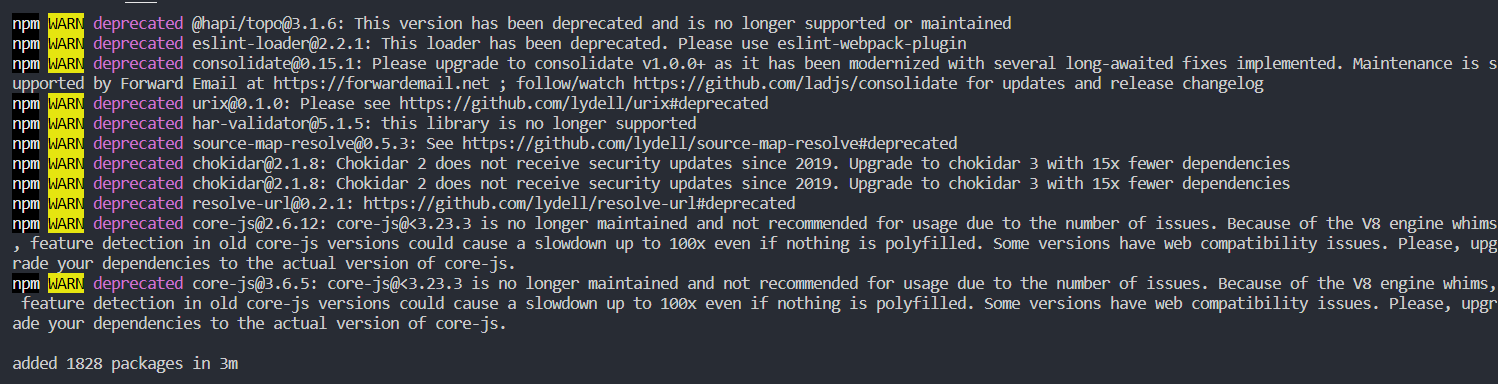 npm WARN deprecated @hapi/topo@3.1.6: This version has been deprecated and is no longer supported or maintained
npm WARN deprecated eslint-loader@2.2.1: This loader has been deprecated. Please use eslint-webpack-plugin
npm WARN deprecated consolidate@0.15.1: Please upgrade to consolidate v1.0.0+ as it has been modernized with several long-awaited fixes implemented. Maintenance is s
upported by Forward Email at https://forwardemail.net ; follow/watch https://github.com/ladjs/consolidate for updates and release changelog
npm WARN deprecated urix@0.1.0: Please see https://github.com/lydell/urix#deprecated
npm WARN deprecated har-validator@5.1.5: this library is no longer supported
npm WARN deprecated source-map-resolve@0.5.3: See https://github.com/lydell/source-map-resolve#deprecated
npm WARN deprecated chokidar@2.1.8: Chokidar 2 does not receive security updates since 2019. Upgrade to chokidar 3 with 15x fewer dependencies
npm WARN deprecated chokidar@2.1.8: Chokidar 2 does not receive security updates since 2019. Upgrade to chokidar 3 with 15x fewer dependencies
npm WARN deprecated resolve-url@0.2.1: https://github.com/lydell/resolve-url#deprecated
npm WARN deprecated core-js@2.6.12: core-js@<3.23.3 is no longer maintained and not recommended for usage due to the number of issues. Because of the V8 engine whims
, feature detection in old core-js versions could cause a slowdown up to 100x even if nothing is polyfilled. Some versions have web compatibility issues. Please, upg
rade your dependencies to the actual version of core-js.
npm WARN deprecated core-js@3.6.5: core-js@<3.23.3 is no longer maintained and not recommended for usage due to the number of issues. Because of the V8 engine whims,
feature detection in old core-js versions could cause a slowdown up to 100x even if nothing is polyfilled. Some versions have web compatibility issues. Please, upgr
ade your dependencies to the actual version of core-js.
added 1828 packages in 3m